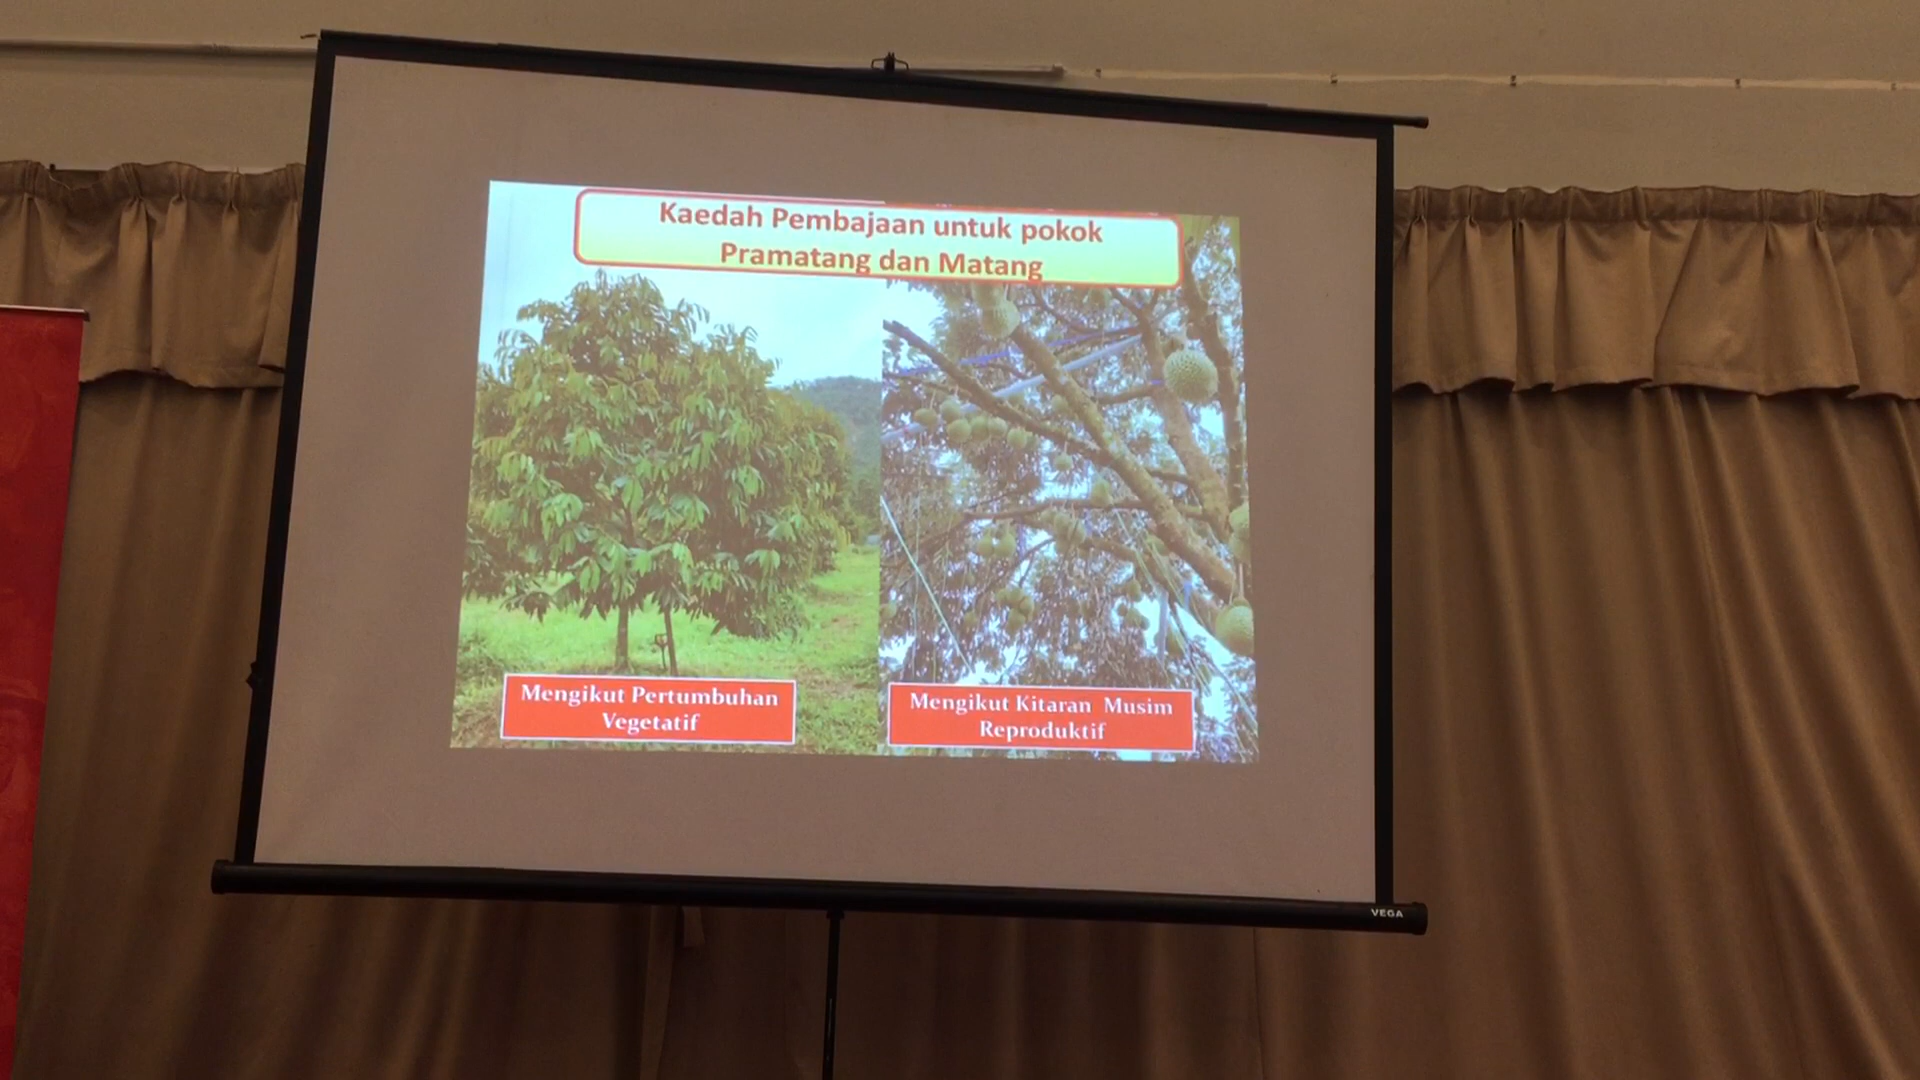 Kaedah Pembajaan untuk pokok
Pramatang dan Matang
Mengikut Pertumbuhan
Vegetatif
Mengikut Kitaran Musim
Reproduktif
VEGA